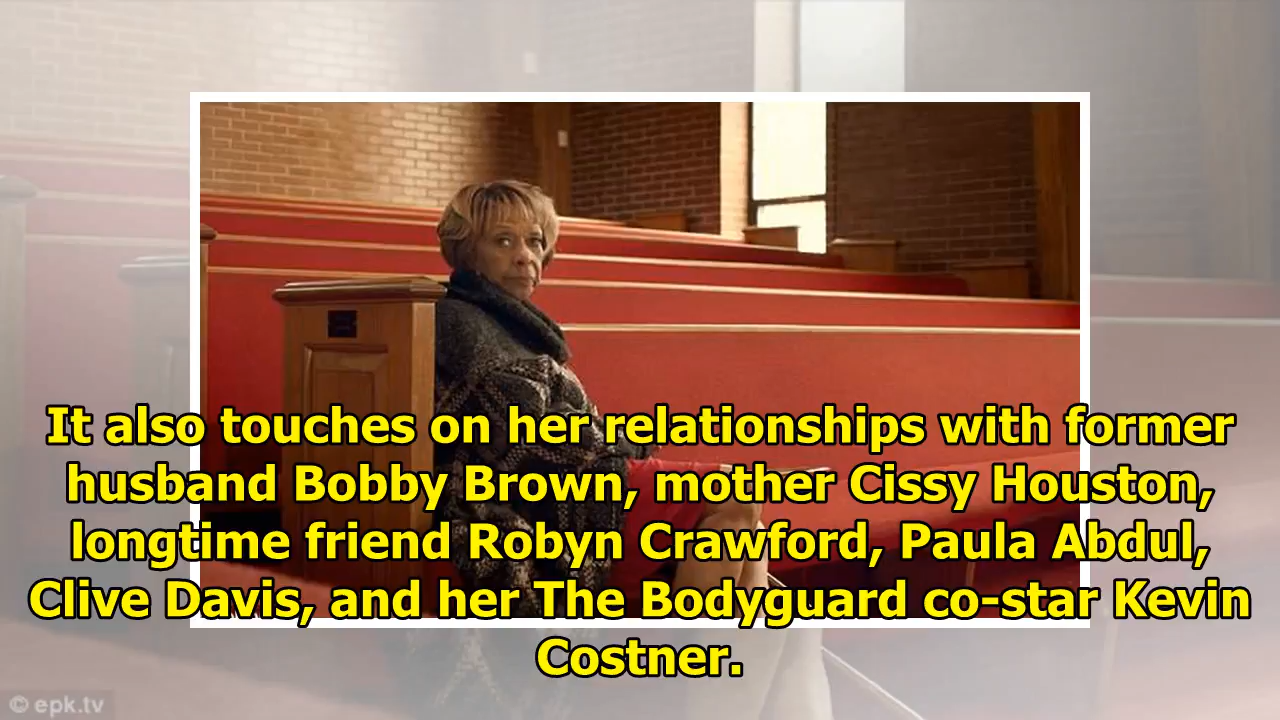 It also touches on her relationships with former
husband Bobby Brown, mother Cissy Houston,
longtime friend Robyn Crawford, Paula Abdul,
Clive Davis, and her The Bodyguard co-star Kevin
Costner.
© epk.tv